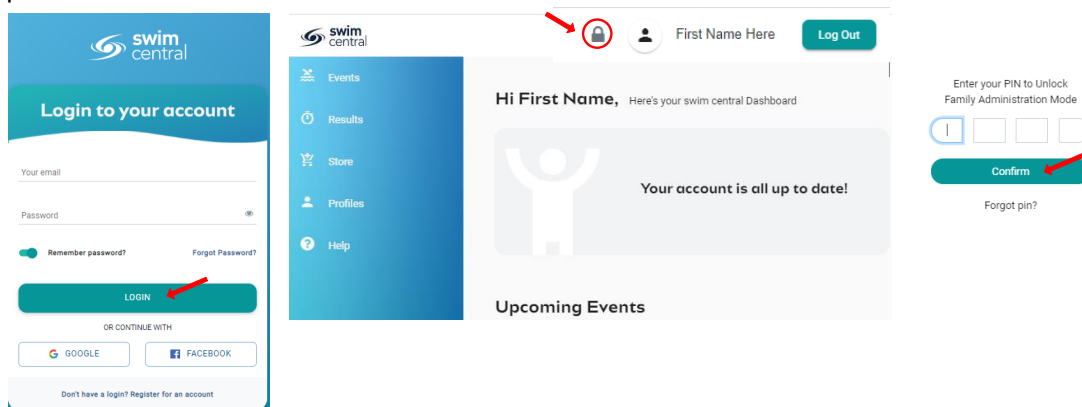 swim
central
Login to your account
Your email
Password
Remember password?
Forgot Password?
LOGIN
OR CONTINUE WITH
GOOGLE
FACEBOOK
Don't have a login? Register for an account
swim
central
First Name Here
Log Out
Events
Results
Store
Profiles
Help
Hi First Name, Here's your swim central Dashboard
Your account is all up to date!
Upcoming Events
Enter your PIN to Unlock
Family Administration Mode
Confirm
Forgot pin?